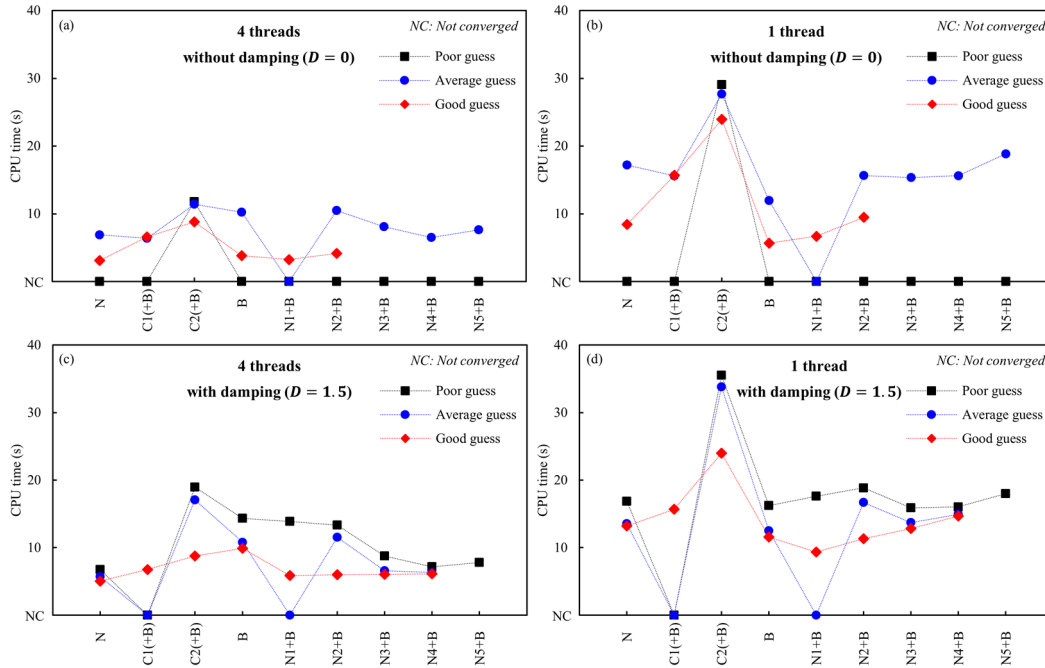 (a)
4 threads
without damping (𝑫 = 𝟎)
NC: Not converged
Poor guess
Average guess
Good guess
CPU time (s)
40
30
20
10
NC
N
C1(+B)
C2(+B)
B
N1+B
N2+B
N3+B
N4+B
N5+B
(b)
1 thread
without damping (𝑫 = 𝟎)
NC: Not converged
Poor guess
Average guess
Good guess
CPU time (s)
40
30
20
10
NC
N
C1(+B)
C2(+B)
B
N1+B
N2+B
N3+B
N4+B
N5+B
(c)
4 threads
with damping (𝑫 = 𝟏. 𝟓)
NC: Not converged
Poor guess
Average guess
Good guess
CPU time (s)
40
30
20
10
NC
N
C1(+B)
C2(+B)
B
N1+B
N2+B
N3+B
N4+B
N5+B
(d)
1 thread
with damping (𝑫 = 𝟏. 𝟓)
NC: Not converged
Poor guess
Average guess
Good guess
CPU time (s)
40
30
20
10
NC
N
C1(+B)
C2(+B)
B
N1+B
N2+B
N3+B
N4+B
N5+B